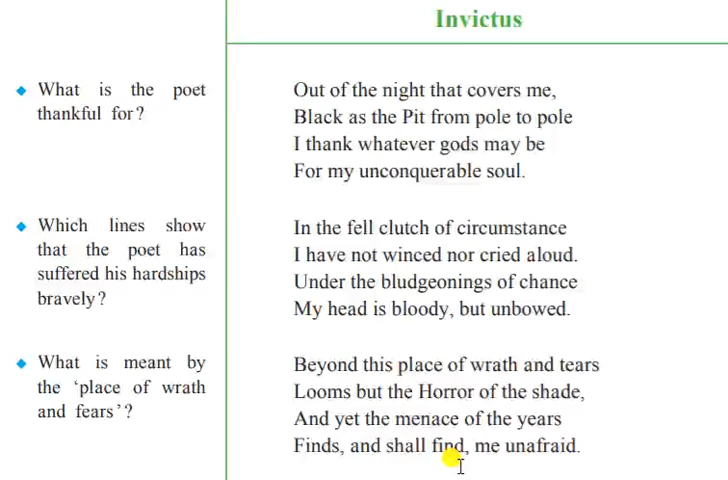 Invictus
What is the poet
thankful for?
Out of the night that covers me,
Black as the Pit from pole to pole
I thank whatever gods may be
For my unconquerable soul.
Which lines show
that the poet has
suffered his hardships
bravely?
In the fell clutch of circumstance
I have not winced nor cried aloud.
Under the bludgeonings of chance
My head is bloody, but unbowed.
What is meant by
the ‘place of wrath
and fears’?
Beyond this place of wrath and tears
Looms but the Horror of the shade,
And yet the menace of the years
Finds, and shall find, me unafraid.